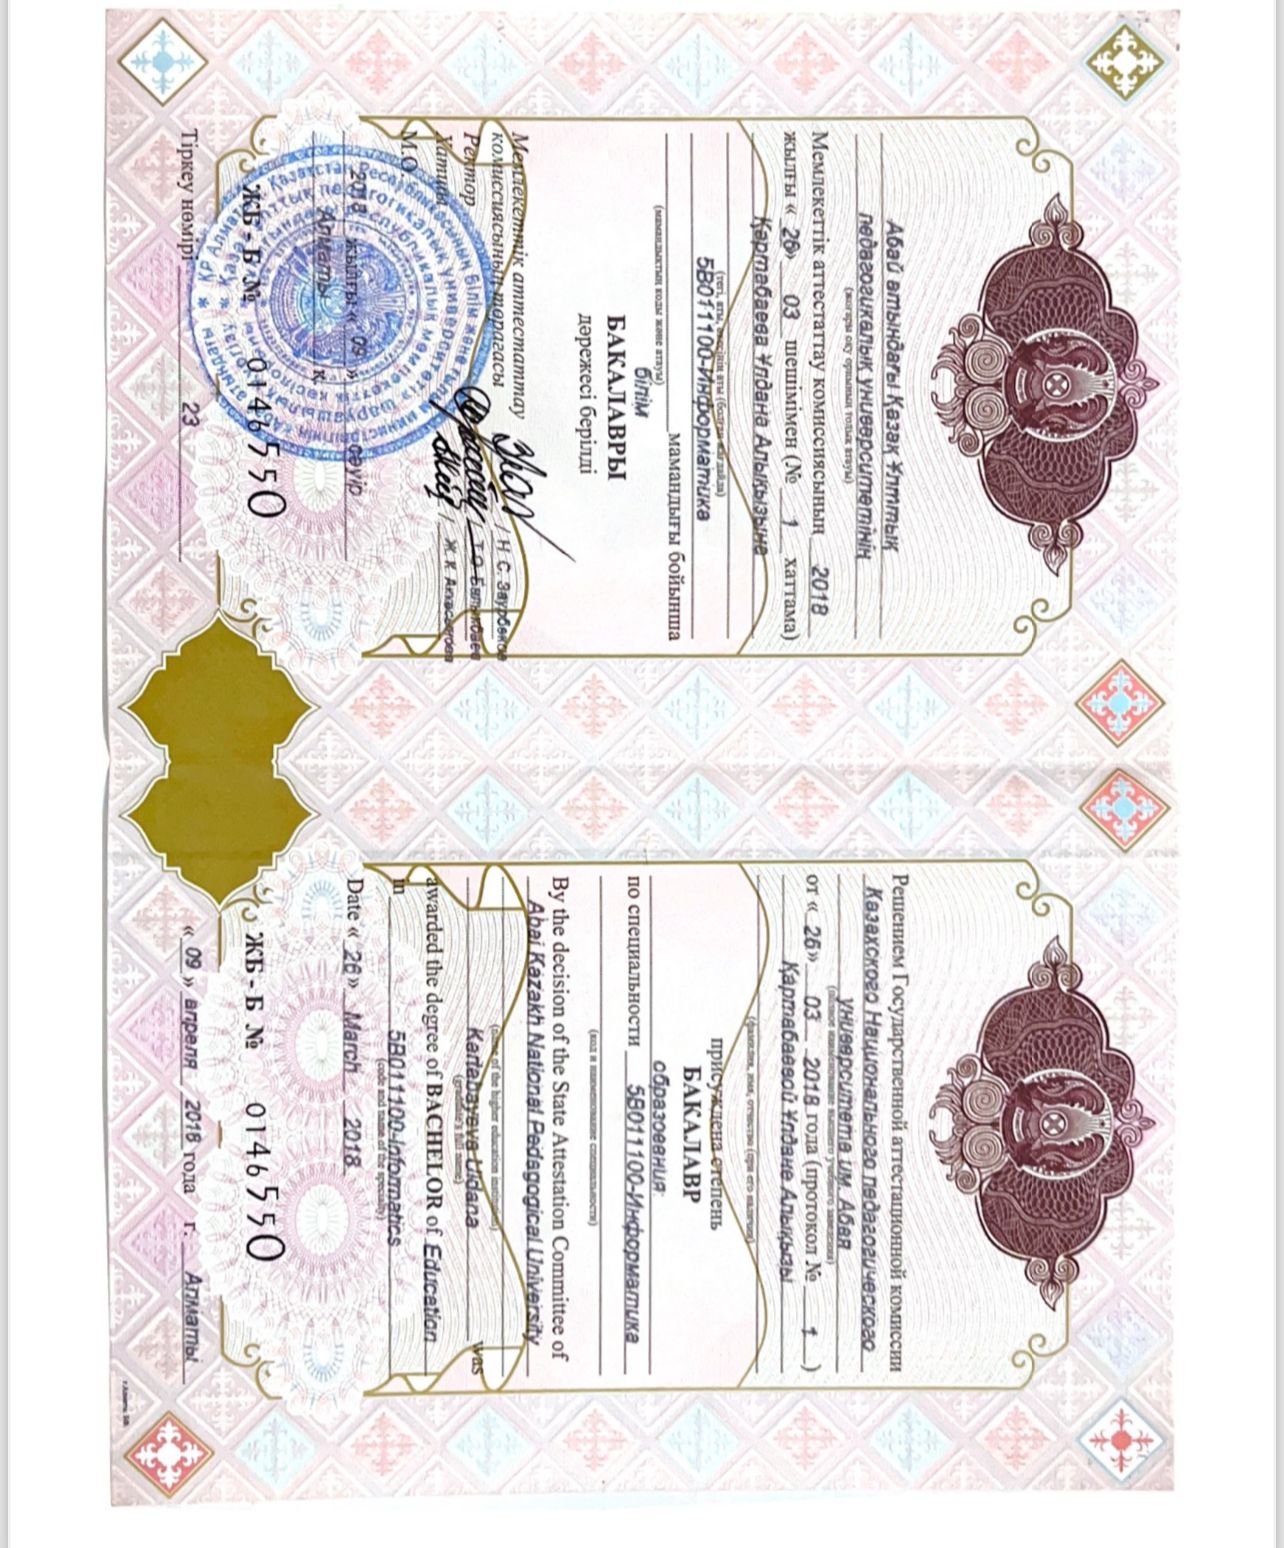 Абай атындағы Қазақ Ұлттық
педагогикалық университетінің
(жоғары оқу орнының толық атауы)
Мемлекеттік аттестаттау комиссиясының 2018
жылғы « 26» 03 шешімімен (№ 1 хаттама)
Қартабаева Ұлдана Алықызына
(тегі, аты, әкесінің аты (болған жағдайда)
5В011100-Информатика
мамандығы бойынша
(мамандықтың коды және атауы)
білім
БАКАЛАВРЫ
дәрежесі берілді
Мемлекеттік аттестаттау
комиссиясының төрағасы / Н. С. Заурбеков
Ректор Т.О. Балықбаев
Хатшы / Ж. К.
М.О.
2018 жылғы « 09 » сәуір
Алматы қ.
ЖБ - Б № 0146550
Тіркеу нөмірі 23
Решением Государственной аттестационной комиссии
Казахского Национального педагогического
университета им. Абая
(полное наименование высшего учебного заведения)
от « 26» 03 2018 года (протокол № 1 )
Қартабаевой Ұлдане Алықызы
(фамилия, имя, отчество (при его наличии)
присуждена степень
БАКАЛАВР
образования:
по специальности 5В011100-Информатика
(код и наименование специальности)
By the decision of the State Attestation Committee of
Abai Kazakh National Pedagogical University
(name of the higher education institution)
Kartabayeva Uldana was
(graduate's full name)
awarded the degree of BACHELOR of Education
in 5B011100-Informatics
(code and name of the specialty)
Date « 26 » March 2018
ЖБ - Б № 0146550
« 09 » апреля 2018 года г. Алматы